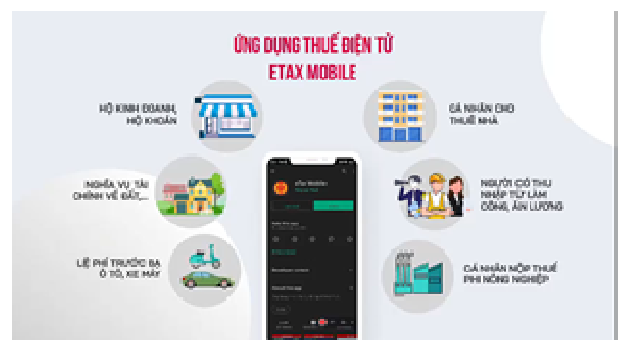 ỨNG DỤNG THUẾ ĐIỆN TỬ
ETAX MOBILE
HỘ KINH DOANH,
HỘ KHOÁN
CÁ NHÂN CHO
THUÊ NHÀ
NGHĨA VỤ TÀI
CHÍNH VỀ ĐẤT,...
NGƯỜI CÓ THU
NHẬP TỪ LÀM
CÔNG, ĂN LƯƠNG
LỆ PHÍ TRƯỚC BẠ
Ô TÔ, XE MÁY
CÁ NHÂN NỘP THUẾ
PHI NÔNG NGHIỆP
eTax Mobile